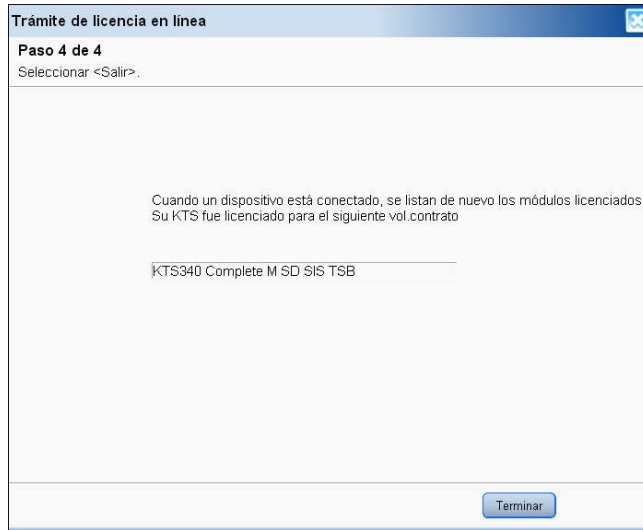 Trámite de licencia en línea
Paso 4 de 4
Seleccionar <Salir>.
Cuando un dispositivo está conectado, se listan de nuevo los módulos licenciados
Su KTS fue licenciado para el siguiente vol.contrato
KTS340 Complete M SD SIS TSB
Terminar